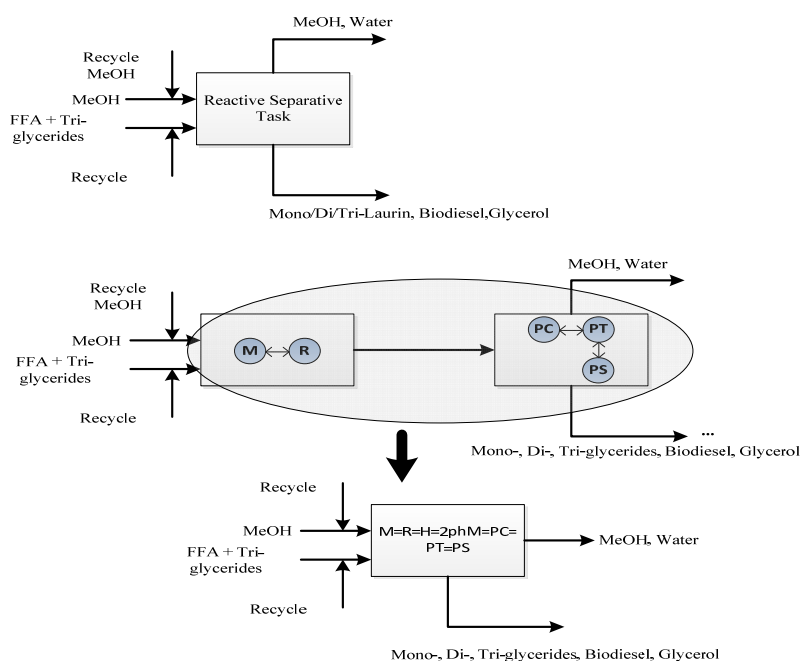 MeOH, Water
Recycle
MeOH
MeOH
FFA + Tri-
glycerides
Reactive Separative
Task
Recycle
Mono/Di/Tri-Laurin, Biodiesel,Glycerol
MeOH, Water
Recycle
MeOH
MeOH
FFA + Tri-
glycerides
M
R
PC
PT
PS
Recycle
...
Mono-, Di-, Tri-glycerides, Biodiesel, Glycerol
Recycle
MeOH
FFA + Tri-
glycerides
M=R=H=2phM=PC=
PT=PS
MeOH, Water
Recycle
Mono-, Di-, Tri-glycerides, Biodiesel, Glycerol